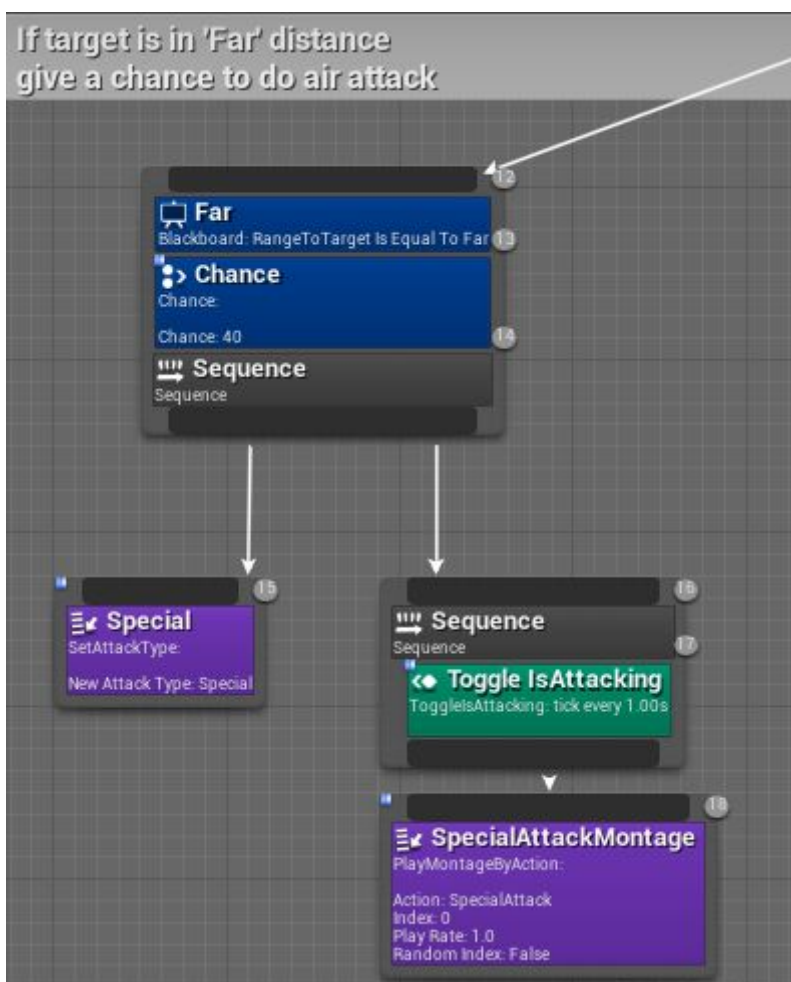 If target is in 'Far' distance
give a chance to do air attack
12
Far
Blackboard: RangeToTarget Is Equal To Far
13
Chance
Chance:
Chance: 40
14
Sequence
Sequence
15
Special
SetAttackType:
New Attack Type: Special
16
Sequence
Sequence
17
Toggle IsAttacking
ToggleIsAttacking: tick every 1.00s
18
SpecialAttackMontage
PlayMontageByAction:
Action: SpecialAttack
Index: 0
Play Rate: 1.0
Random Index: False